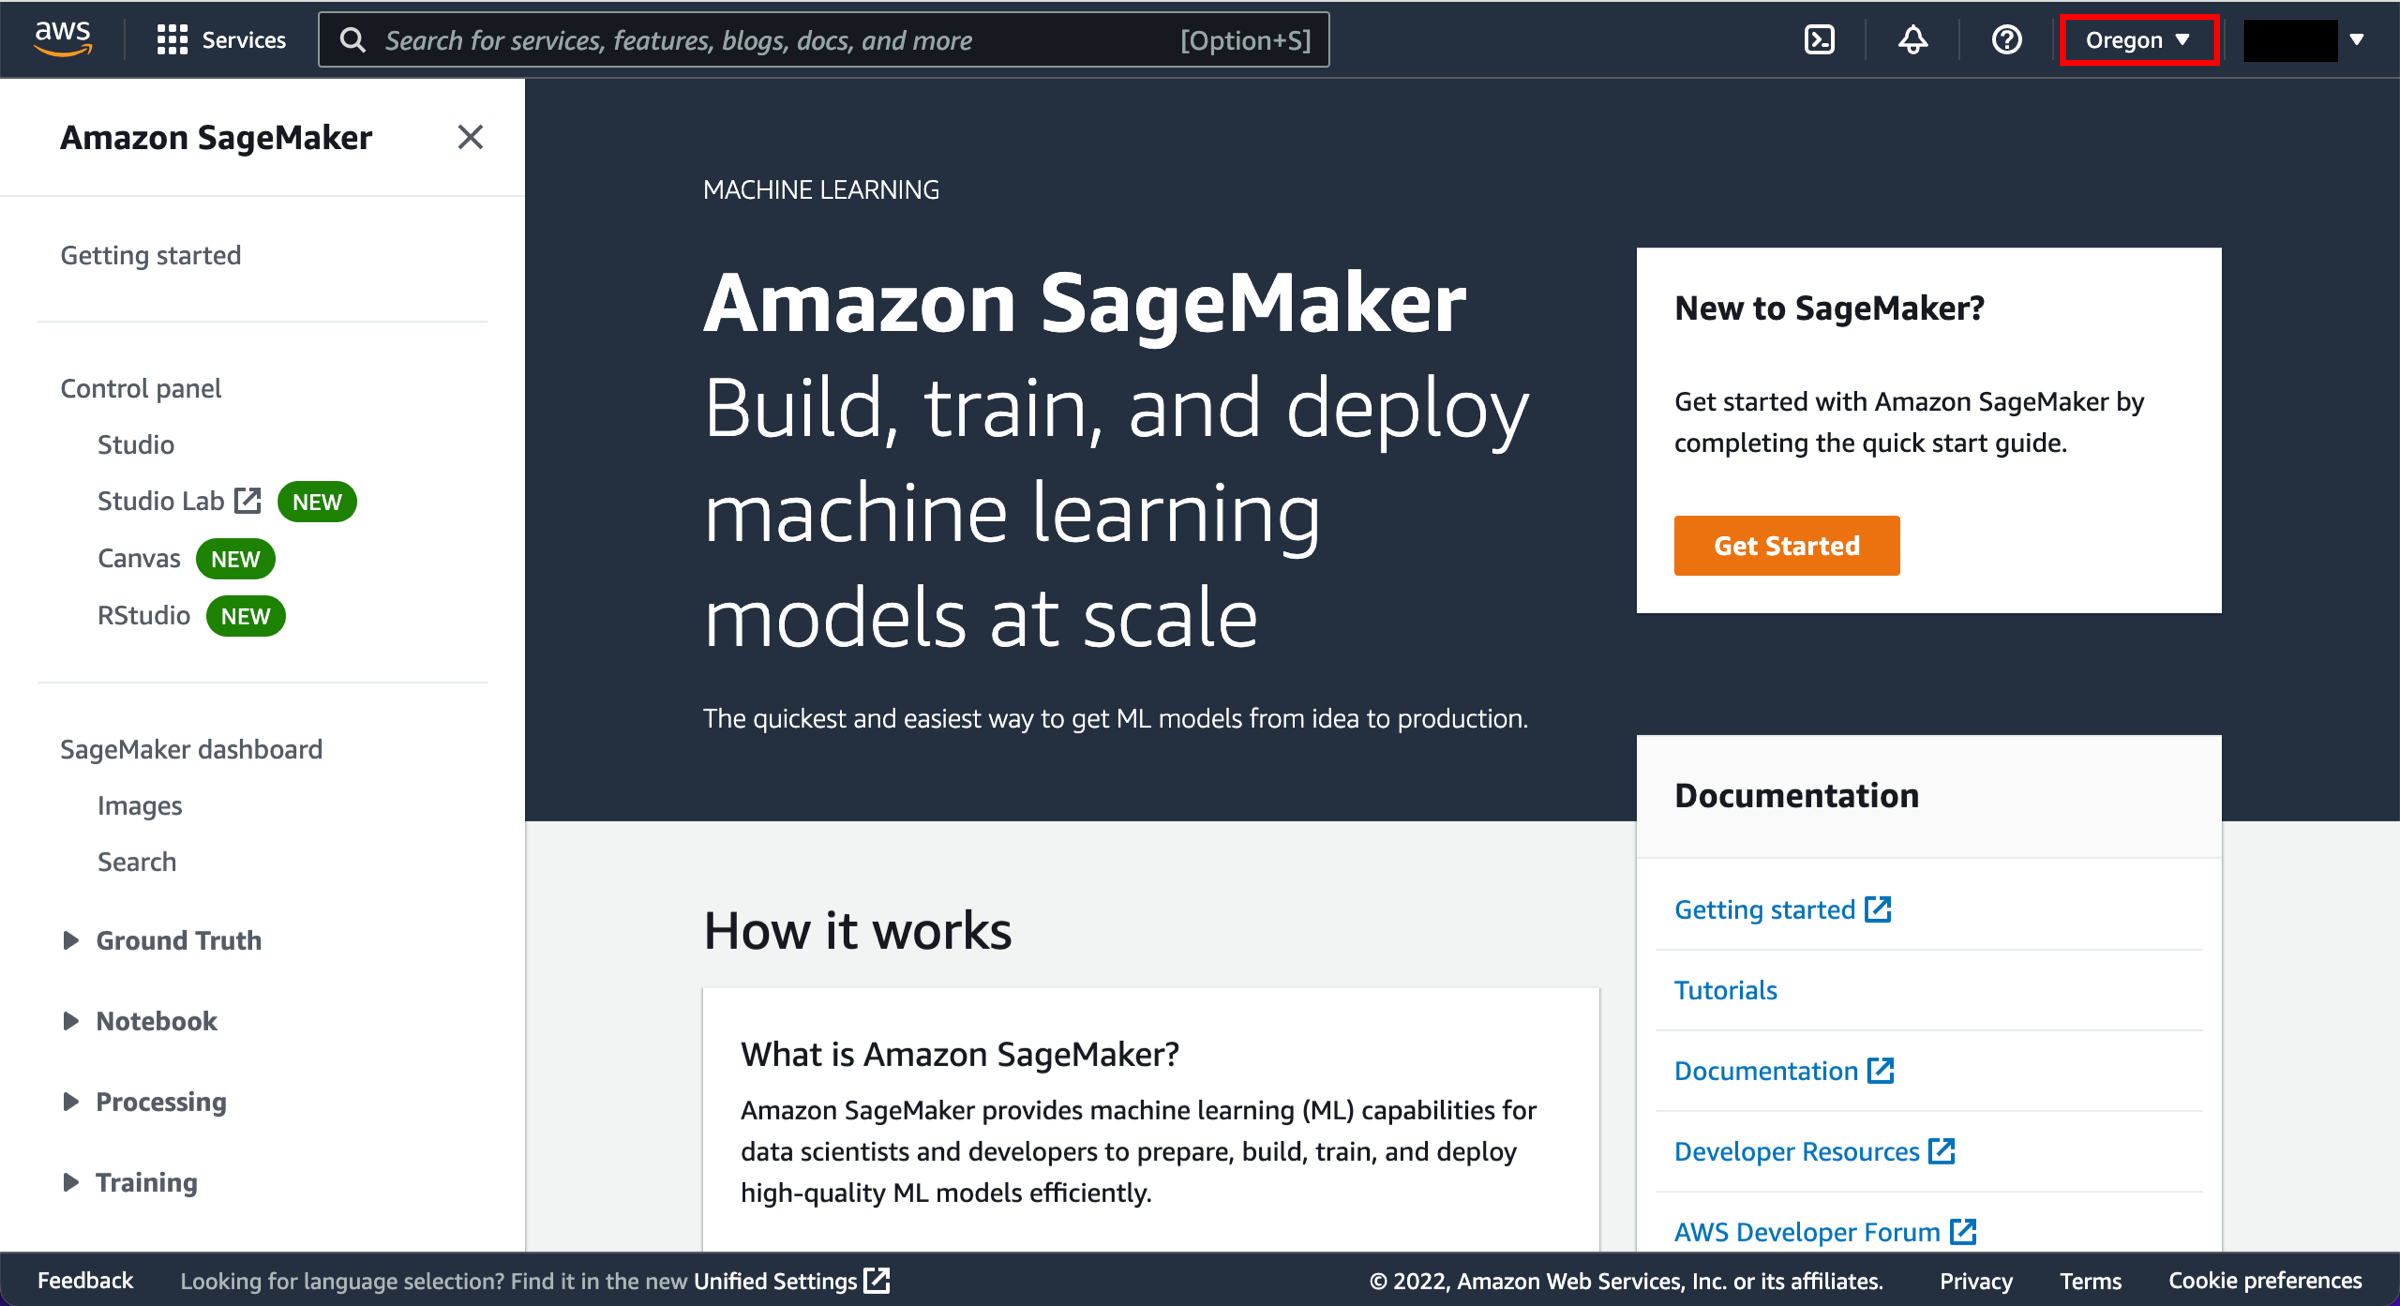 aws
Services
Search for services, features, blogs, docs, and more
[Option+S]
Oregon
Amazon SageMaker
Getting started
Control panel
Studio
Studio Lab NEW
Canvas NEW
RStudio NEW
SageMaker dashboard
Images
Search
Ground Truth
Notebook
Processing
Training
MACHINE LEARNING
Amazon SageMaker
Build, train, and deploy
machine learning
models at scale
The quickest and easiest way to get ML models from idea to production.
New to SageMaker?
Get started with Amazon SageMaker by
completing the quick start guide.
Get Started
How it works
What is Amazon SageMaker?
Amazon SageMaker provides machine learning (ML) capabilities for
data scientists and developers to prepare, build, train, and deploy
high-quality ML models efficiently.
Documentation
Getting started
Tutorials
Documentation
Developer Resources
AWS Developer Forum
Feedback
Looking for language selection? Find it in the new Unified Settings
© 2022, Amazon Web Services, Inc. or its affiliates.
Privacy
Terms
Cookie preferences